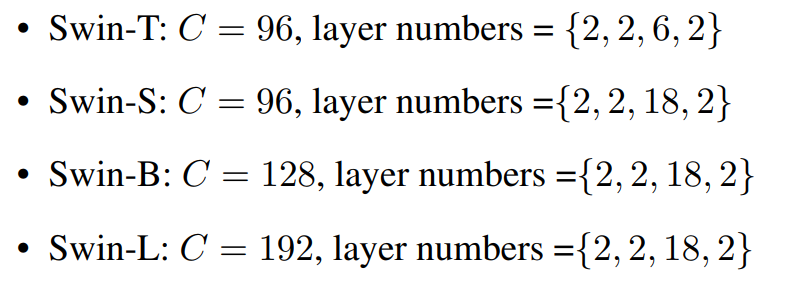 • Swin-T: C = 96, layer numbers = {2, 2, 6, 2}
• Swin-S: C = 96, layer numbers ={2, 2, 18, 2}
• Swin-B: C = 128, layer numbers ={2, 2, 18, 2}
• Swin-L: C = 192, layer numbers ={2, 2, 18, 2}